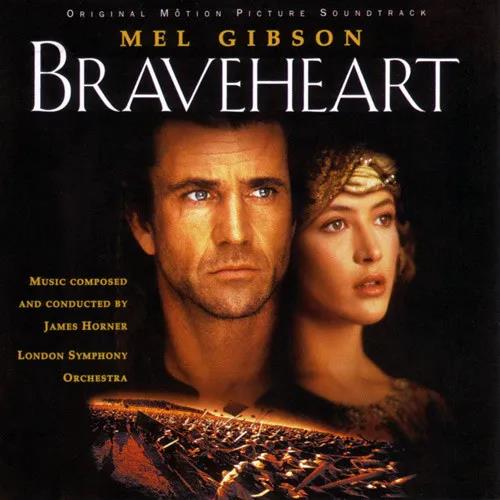 ORIGINAL MOTION PICTURE SOUNDTRACK
MEL GIBSON
BRAVEHEART
MUSIC COMPOSED
AND CONDUCTED BY
JAMES HORNER
LONDON SYMPHONY
ORCHESTRA